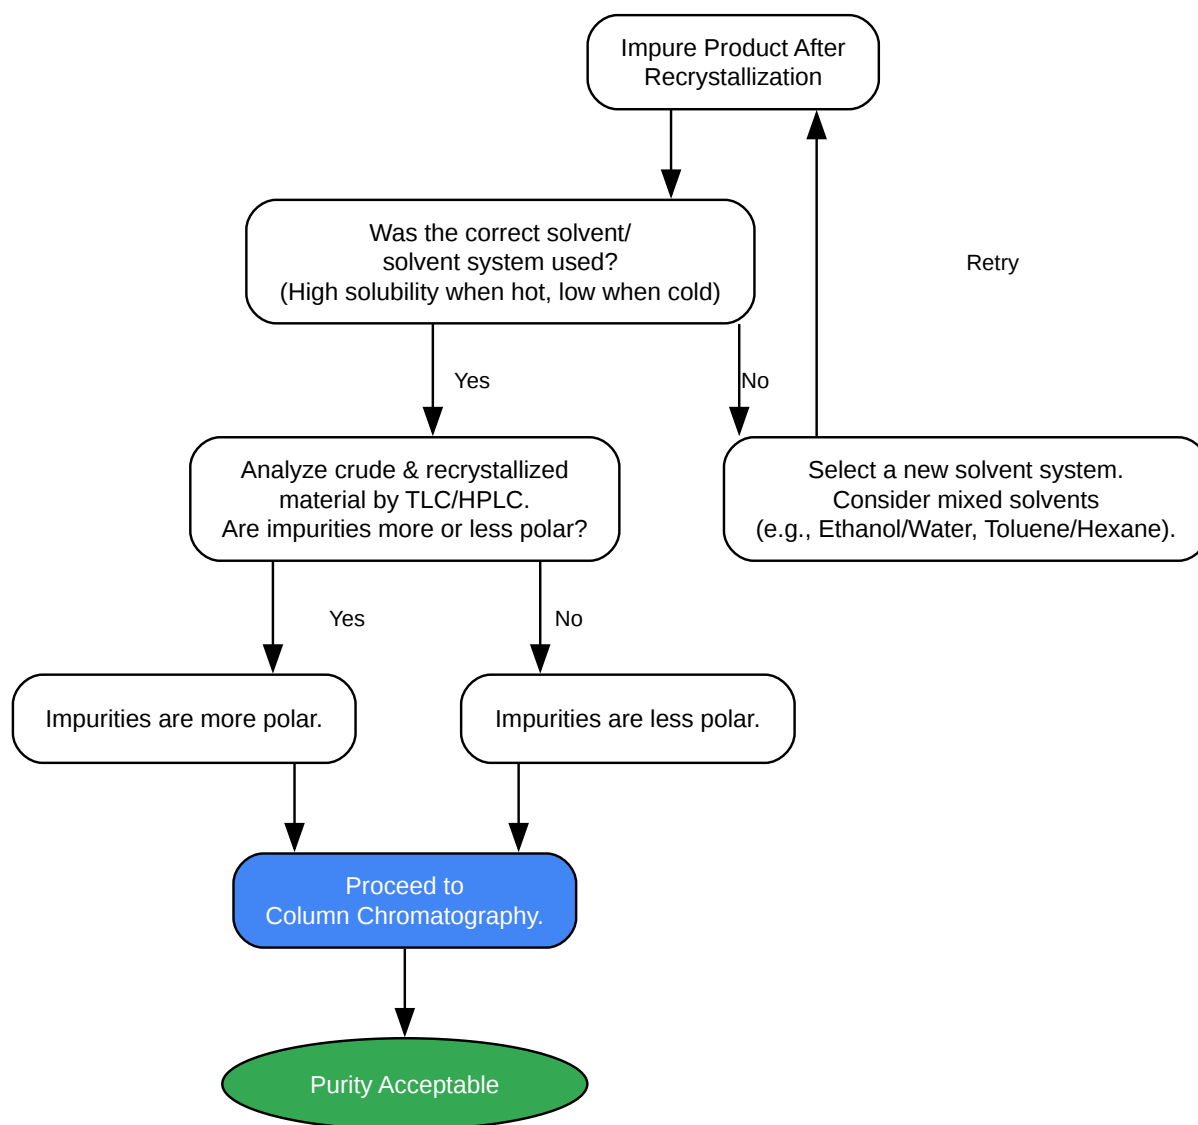 Impure Product After
Recrystallization
Was the correct solvent/
solvent system used?
(High solubility when hot, low when cold)
Retry
Yes
No
Analyze crude & recrystallized
material by TLC/HPLC.
Are impurities more or less polar?
Select a new solvent system.
Consider mixed solvents
(e.g., Ethanol/Water, Toluene/Hexane).
Yes
No
Impurities are more polar.
Impurities are less polar.
Proceed to
Column Chromatography.
Purity Acceptable